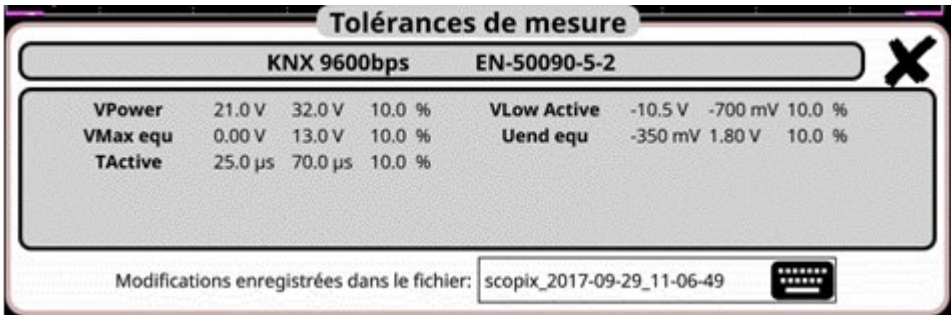 Tolérances de mesure
KNX 9600bps EN-50090-5-2
VPower 21.0 V 32.0 V 10.0 % VLow Active -10.5 V -700 mV 10.0 %
VMax equ 0.00 V 13.0 V 10.0 % Uend equ -350 mV 1.80 V 10.0 %
TActive 25.0 µs 70.0 µs 10.0 %
Modifications enregistrées dans le fichier: scopix_2017-09-29_11-06-49